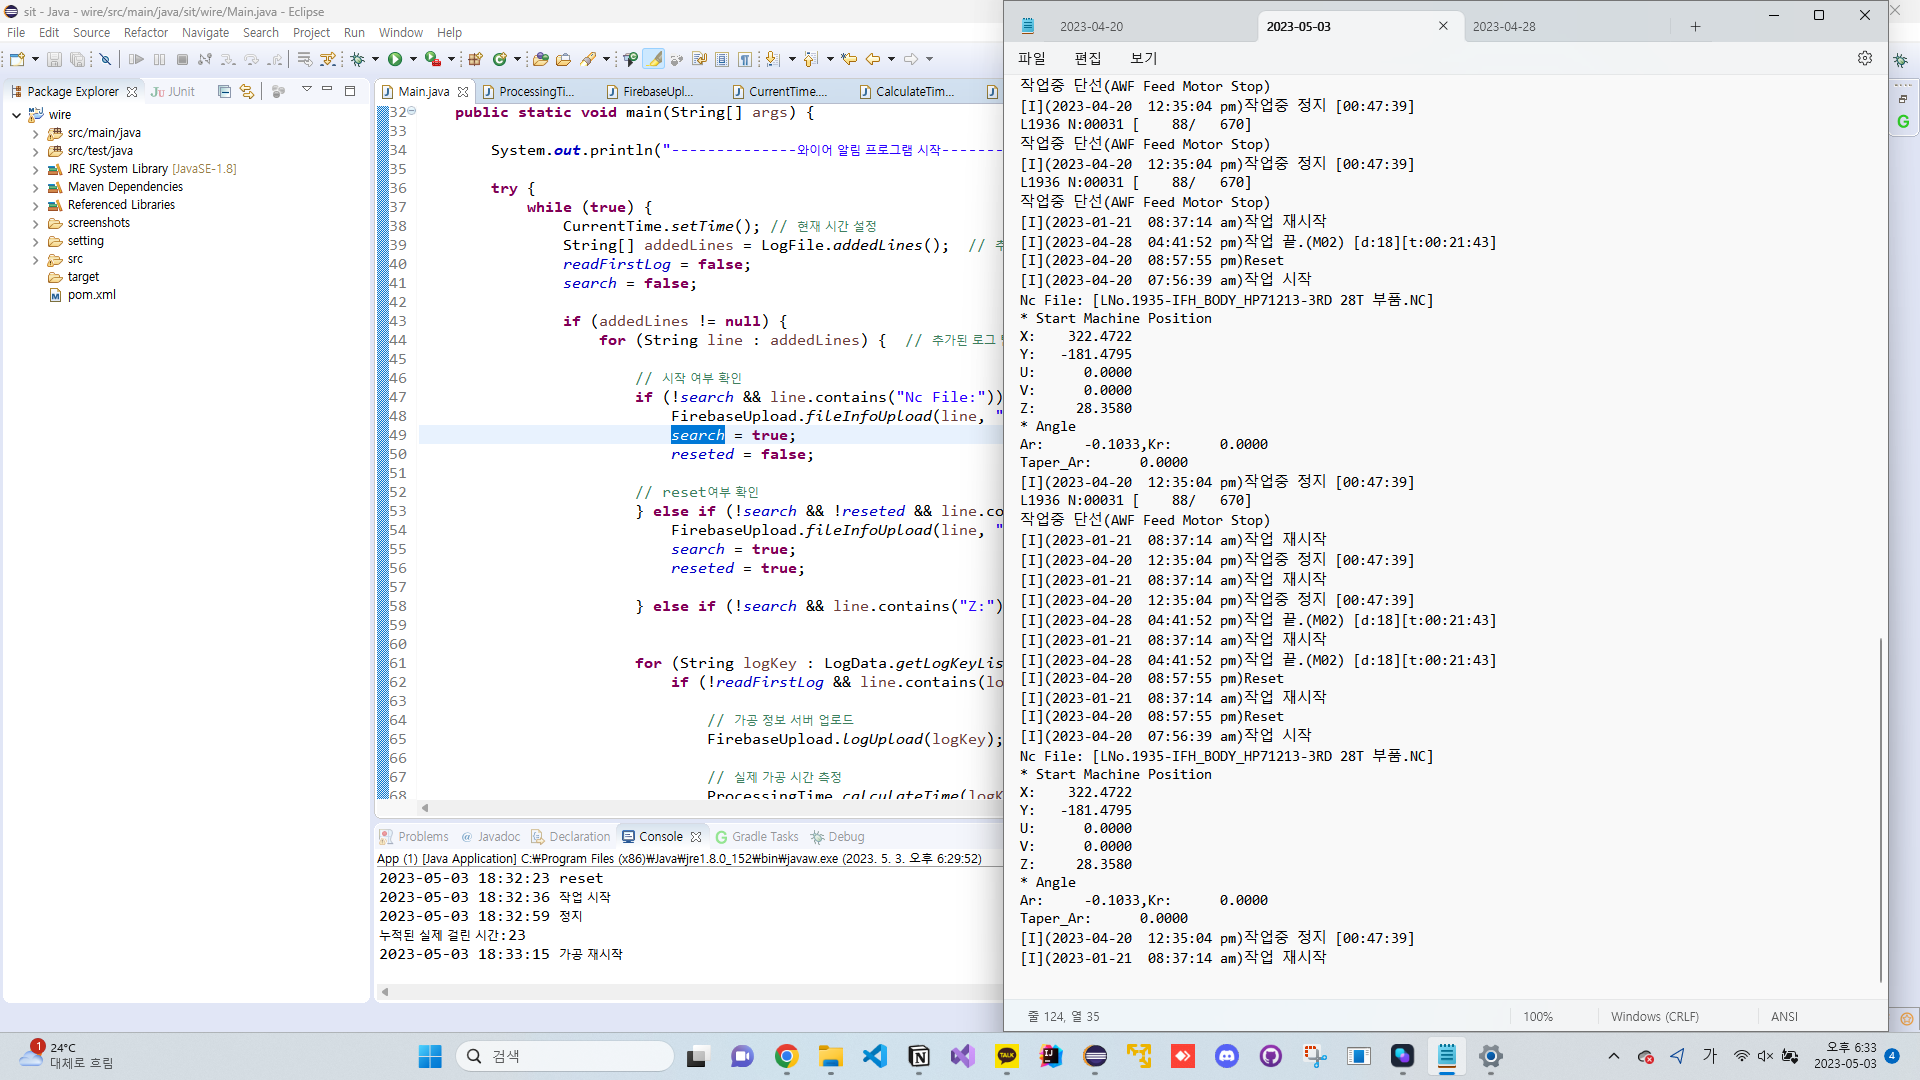 sit - Java - wire/src/main/java/sit/wire/Main.java - Eclipse
File Edit Source Refactor Navigate Search Project Run Window Help
Package Explorer
JUnit
wire
src/main/java
src/test/java
JRE System Library [JavaSE-1.8]
Maven Dependencies
Referenced Libraries
screenshots
setting
src
target
pom.xml
Main.java ProcessingTi... FirebaseUpl... CurrentTime.... CalculateTim...
32 public static void main(String[] args) {
33
34 System.out.println("--------------와이어 알림 프로그램 시작-------
35
36 try {
37 while (true) {
38 CurrentTime.setTime(); // 현재 시간 설정
39 String[] addedLines = LogFile.addedLines(); // 추
40 readFirstLog = false;
41 search = false;
42
43 if (addedLines != null) {
44 for (String line : addedLines) { // 추가된 로그
45
46 // 시작 여부 확인
47 if (!search && line.contains("Nc File:"))
48 FirebaseUpload.fileInfoUpload(line, "
49 search = true;
50 reseted = false;
51
52 // reset여부 확인
53 } else if (!search && !reseted && line.co
54 FirebaseUpload.fileInfoUpload(line, "
55 search = true;
56 reseted = true;
57
58 } else if (!search && line.contains("Z:")
59
60
61 for (String logKey : LogData.getLogKeyLis
62 if (!readFirstLog && line.contains(lo
63
64 // 가공 정보 서버 업로드
65 FirebaseUpload.logUpload(logKey);
66
67 // 실제 가공 시간 측정
68 ProcessingTime.calculateTime(logK
Problems @ Javadoc Declaration Console Gradle Tasks Debug
App (1) [Java Application] C:₩Program Files (x86)₩Java₩jre1.8.0_152₩bin₩javaw.exe (2023. 5. 3. 오후 6:29:52)
2023-05-03 18:32:23 reset
2023-05-03 18:32:36 작업 시작
2023-05-03 18:32:59 정지
누적된 실제 걸린 시간:23
2023-05-03 18:33:15 가공 재시작
2023-04-20 2023-05-03 2023-04-28
파일 편집 보기
작업중 단선(AWF Feed Motor Stop)
[I](2023-04-20 12:35:04 pm)작업중 정지 [00:47:39]
L1936 N:00031 [ 88/ 670]
작업중 단선(AWF Feed Motor Stop)
[I](2023-04-20 12:35:04 pm)작업중 정지 [00:47:39]
L1936 N:00031 [ 88/ 670]
작업중 단선(AWF Feed Motor Stop)
[I](2023-01-21 08:37:14 am)작업 재시작
[I](2023-04-28 04:41:52 pm)작업 끝.(M02) [d:18][t:00:21:43]
[I](2023-04-20 08:57:55 pm)Reset
[I](2023-04-20 07:56:39 am)작업 시작
Nc File: [LNo.1935-IFH_BODY_HP71213-3RD 28T 부품.NC]
* Start Machine Position
X: 322.4722
Y: -181.4795
U: 0.0000
V: 0.0000
Z: 28.3580
* Angle
Ar: -0.1033,Kr: 0.0000
Taper_Ar: 0.0000
[I](2023-04-20 12:35:04 pm)작업중 정지 [00:47:39]
L1936 N:00031 [ 88/ 670]
작업중 단선(AWF Feed Motor Stop)
[I](2023-01-21 08:37:14 am)작업 재시작
[I](2023-04-20 12:35:04 pm)작업중 정지 [00:47:39]
[I](2023-01-21 08:37:14 am)작업 재시작
[I](2023-04-20 12:35:04 pm)작업중 정지 [00:47:39]
[I](2023-04-28 04:41:52 pm)작업 끝.(M02) [d:18][t:00:21:43]
[I](2023-01-21 08:37:14 am)작업 재시작
[I](2023-04-28 04:41:52 pm)작업 끝.(M02) [d:18][t:00:21:43]
[I](2023-04-20 08:57:55 pm)Reset
[I](2023-01-21 08:37:14 am)작업 재시작
[I](2023-04-20 08:57:55 pm)Reset
[I](2023-04-20 07:56:39 am)작업 시작
Nc File: [LNo.1935-IFH_BODY_HP71213-3RD 28T 부품.NC]
* Start Machine Position
X: 322.4722
Y: -181.4795
U: 0.0000
V: 0.0000
Z: 28.3580
* Angle
Ar: -0.1033,Kr: 0.0000
Taper_Ar: 0.0000
[I](2023-04-20 12:35:04 pm)작업중 정지 [00:47:39]
[I](2023-01-21 08:37:14 am)작업 재시작
줄 124, 열 35 100% Windows (CRLF) ANSI
1
24°C
대체로 흐림
검색
TALK
가
오후 6:33
2023-05-03
4